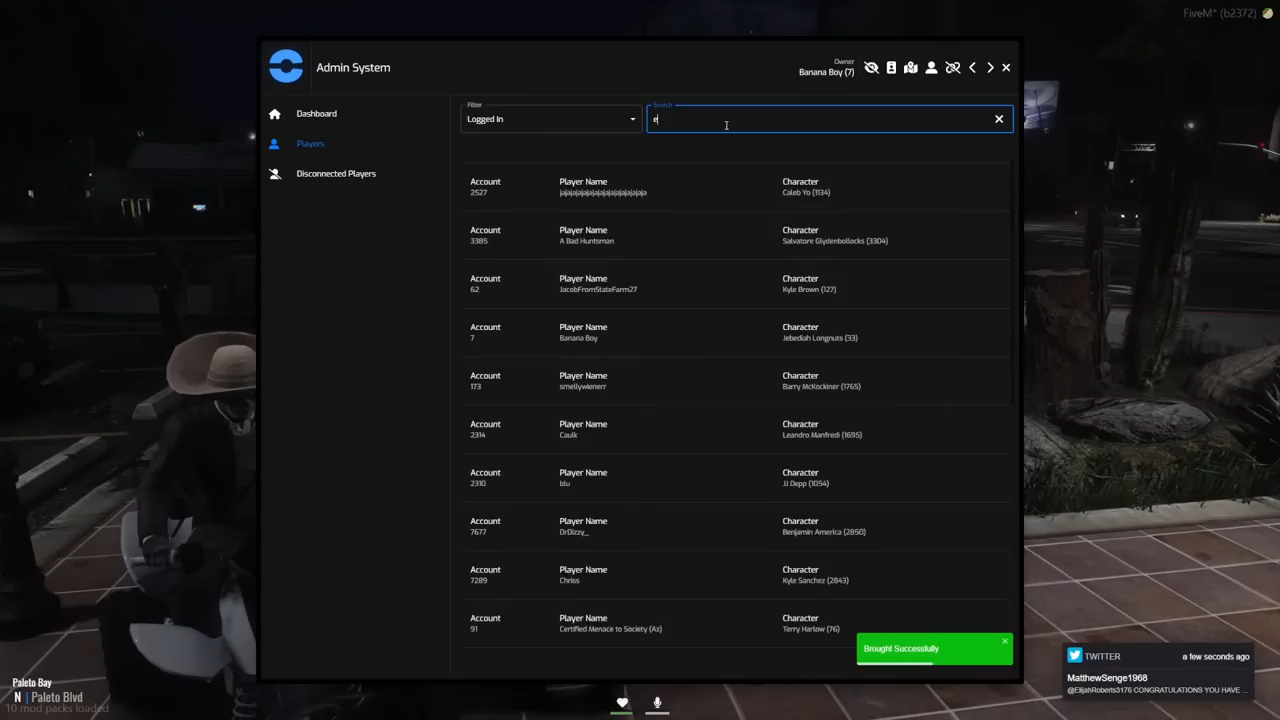 FiveM* (b2372)
Admin System
Owner
Banana Boy (7)
Dashboard
Players
Disconnected Players
Filter
Logged In
Search
e
Account
2527
Player Name
jajajajajajajajajajajajajajaja
Character
Caleb Yo (1134)
Account
3385
Player Name
A Bad Huntsman
Character
Salvatore Glydenbollocks (3304)
Account
62
Player Name
JacobFromStateFarm27
Character
Kyle Brown (127)
Account
7
Player Name
Banana Boy
Character
Jebediah Longnuts (33)
Account
173
Player Name
smellywienerr
Character
Barry McKockiner (1765)
Account
2314
Player Name
Caulk
Character
Leandro Manfredi (1695)
Account
2310
Player Name
blu
Character
JJ Depp (1054)
Account
7677
Player Name
DrDizzy_
Character
Benjamin America (2850)
Account
7289
Player Name
Chriss
Character
Kyle Sanchez (2843)
Account
91
Player Name
Certified Menace to Society (Az)
Character
Terry Harlow (76)
Brought Successfully
TWITTER
a few seconds ago
MatthewSenge1968
@ElijahRoberts3176 CONGRATULATIONS YOU HAVE ...
Paleto Bay
N | Paleto Blvd
10 mod packs loaded